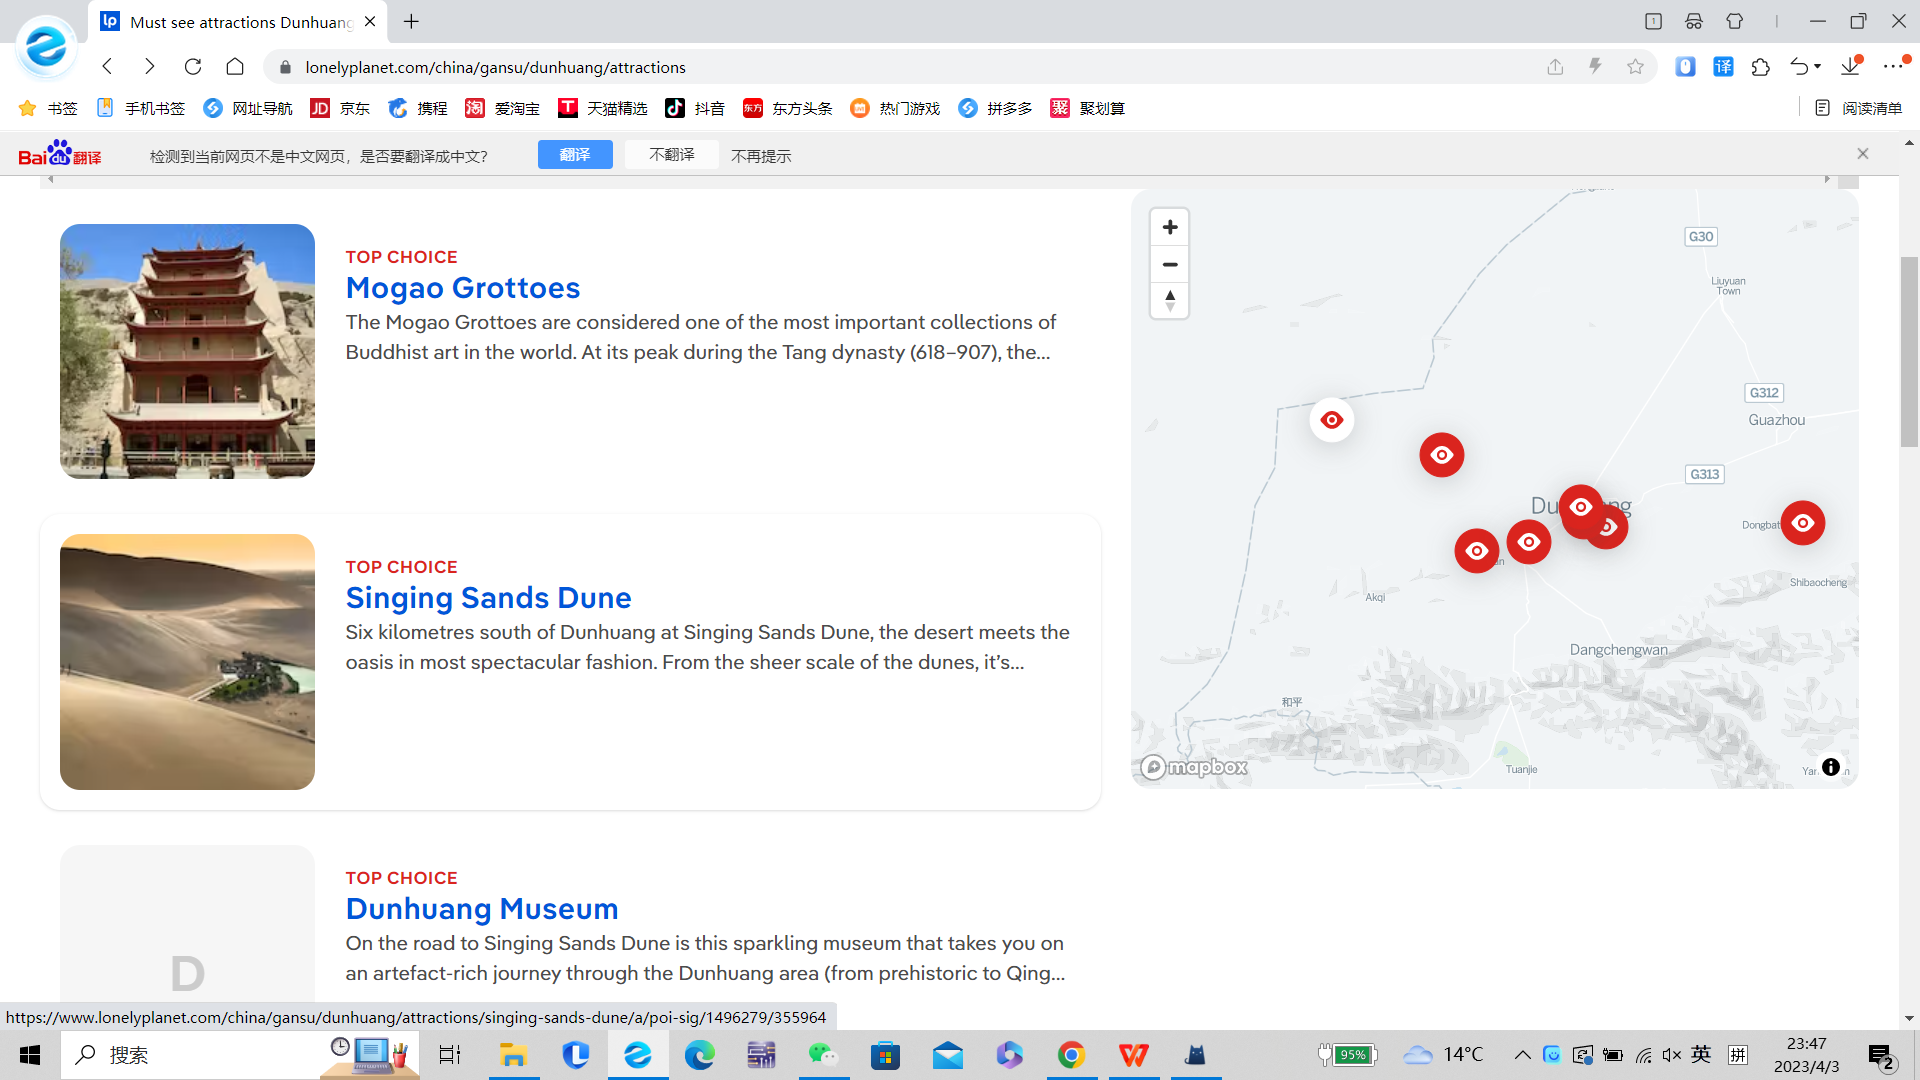 Must see attractions Dunhuang
lonelyplanet.com/china/gansu/dunhuang/attractions
书签
手机书签
网址导航
京东
携程
爱淘宝
天猫精选
抖音
东方头条
热门游戏
拼多多
聚划算
阅读清单
Baidu翻译
检测到当前网页不是中文网页，是否要翻译成中文？
翻译
不翻译
不再提示
TOP CHOICE
Mogao Grottoes
The Mogao Grottoes are considered one of the most important collections of
Buddhist art in the world. At its peak during the Tang dynasty (618–907), the...
TOP CHOICE
Singing Sands Dune
Six kilometres south of Dunhuang at Singing Sands Dune, the desert meets the
oasis in most spectacular fashion. From the sheer scale of the dunes, it's...
TOP CHOICE
Dunhuang Museum
On the road to Singing Sands Dune is this sparkling museum that takes you on
an artefact-rich journey through the Dunhuang area (from prehistoric to Qing...
D
G30
Liuyuan
Town
G312
Guazhou
G313
Shibaocheng
Akqi
Dangchengwan
和平
Tuanjie
mapbox
https://www.lonelyplanet.com/china/gansu/dunhuang/attractions/singing-sands-dune/a/poi-sig/1496279/355964
搜索
95%
14°C
英
拼
23:47
2023/4/3
2